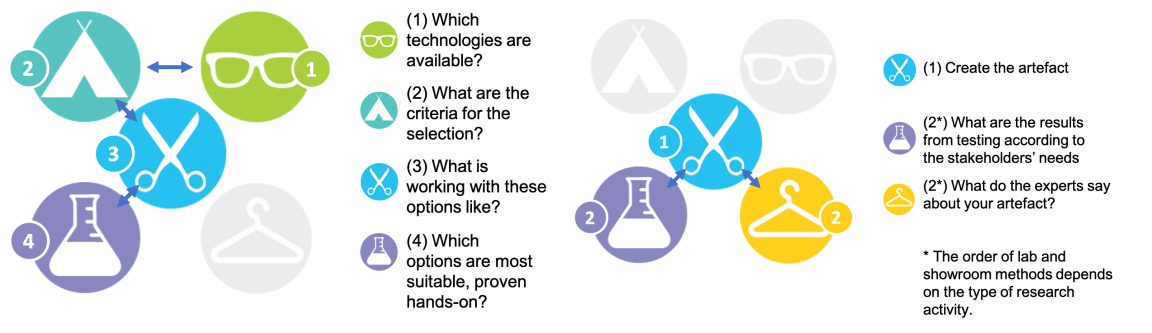 2
1
3
4
(1) Which
technologies are
available?
(2) What are the
criteria for the
selection?
(3) What is
working with these
options like?
(4) Which
options are most
suitable, proven
hands-on?
1
2
2
(1) Create the artefact
(2*) What are the results
from testing according to
the stakeholders' needs
(2*) What do the experts say
about your artefact?
* The order of lab and
showroom methods depends
on the type of research
activity.